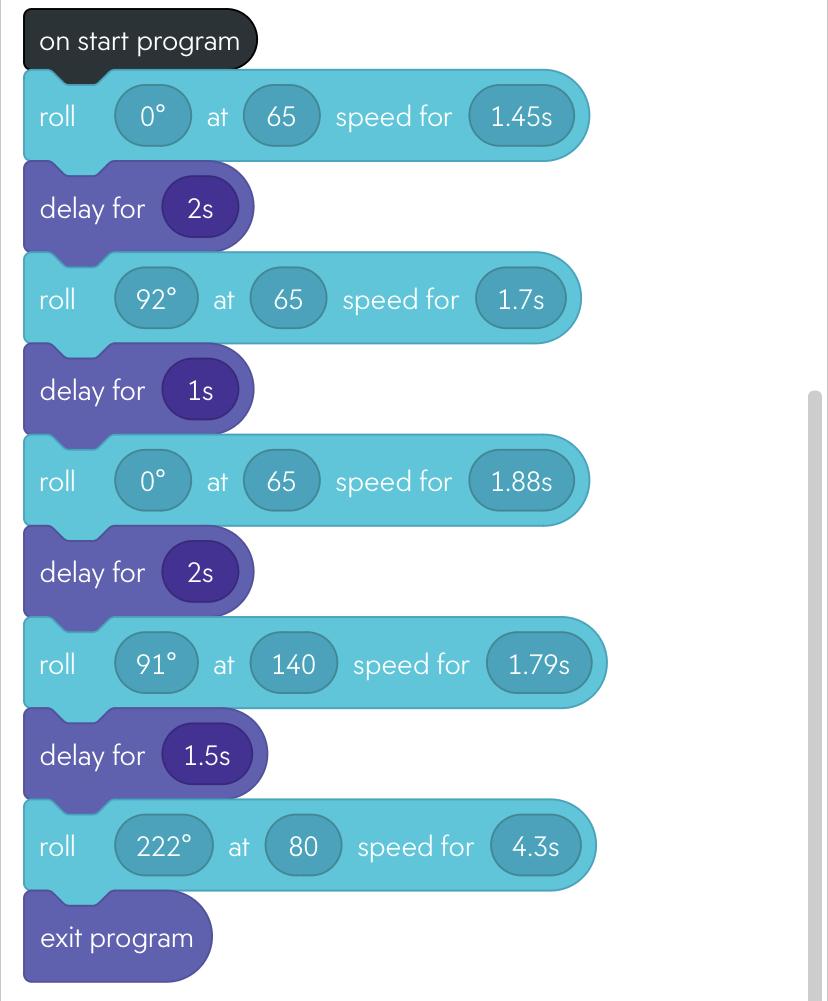 on start program
roll 0° at 65 speed for 1.45s
delay for 2s
roll 92° at 65 speed for 1.7s
delay for 1s
roll 0° at 65 speed for 1.88s
delay for 2s
roll 91° at 140 speed for 1.79s
delay for 1.5s
roll 222° at 80 speed for 4.3s
exit program